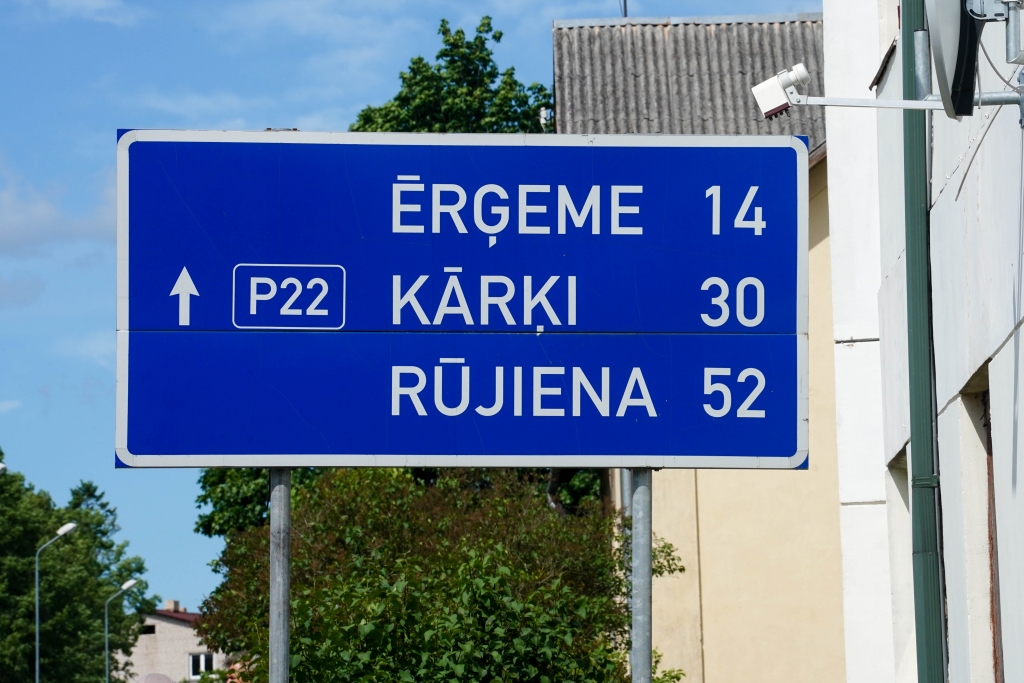 ĒRĢEME 14
↑ P22 KĀRĶI 30
RŪJIENA 52